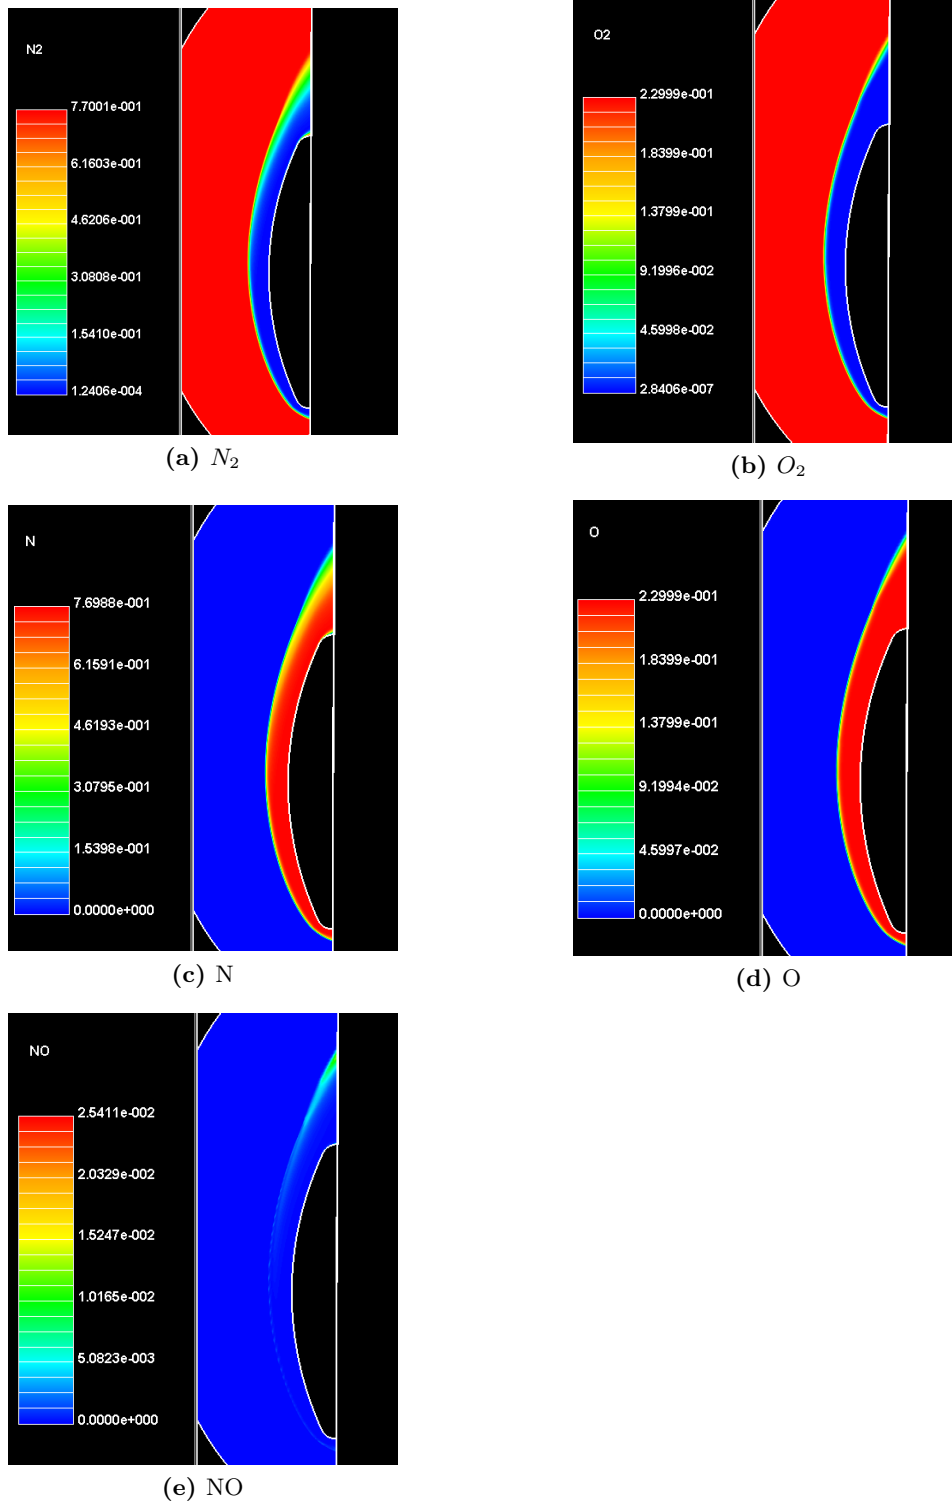 N2
7.7001e-001
6.1603e-001
4.6206e-001
3.0808e-001
1.5410e-001
1.2406e-004
(a) N₂
O2
2.2999e-001
1.8399e-001
1.3799e-001
9.1996e-002
4.5998e-002
2.8406e-007
(b) O₂
N
7.6988e-001
6.1591e-001
4.6193e-001
3.0795e-001
1.5398e-001
0.0000e+000
(c) N
O
2.2999e-001
1.8399e-001
1.3799e-001
9.1994e-002
4.5997e-002
0.0000e+000
(d) O
NO
2.5411e-002
2.0329e-002
1.5247e-002
1.0165e-002
5.0823e-003
0.0000e+000
(e) NO